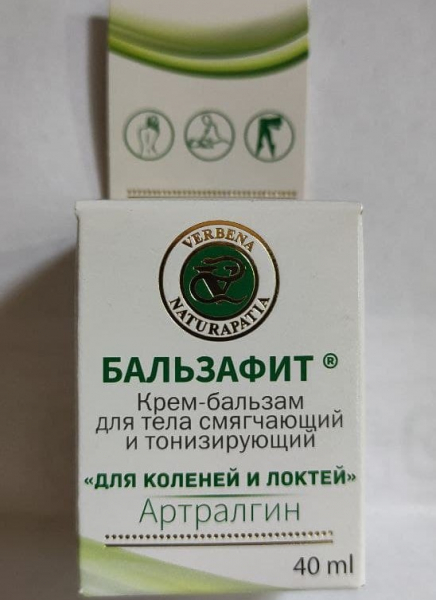 VERBENA
NATURAPATIA
БАЛЬЗАФИТ ®
Крем-бальзам
для тела смягчающий
и тонизирующий
«ДЛЯ КОЛЕНЕЙ И ЛОКТЕЙ»
Артралгин
40 ml